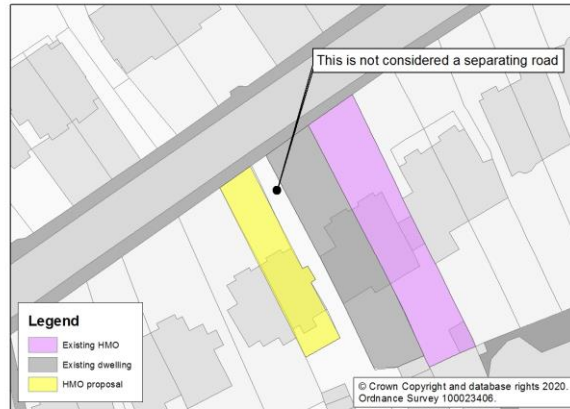 This is not considered a separating road
Legend
Existing HMO
Existing dwelling
HMO proposal
© Crown Copyright and database rights 2020.
Ordnance Survey 100023406.